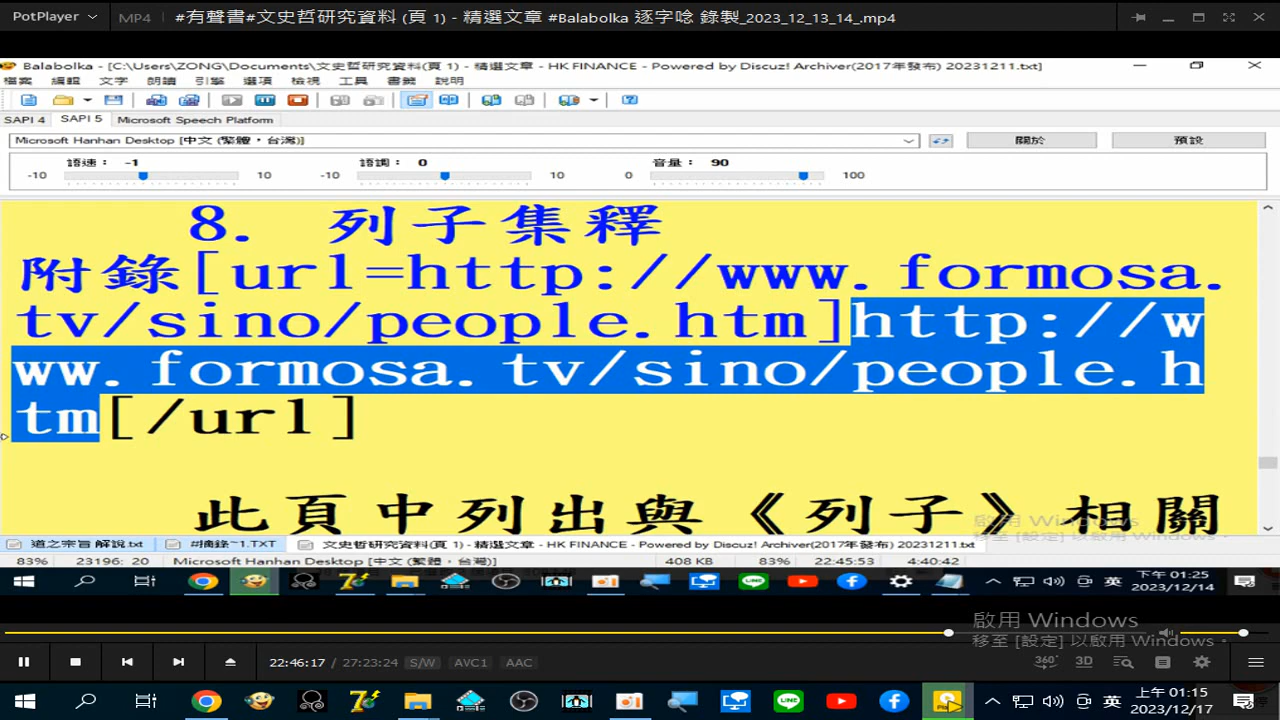 PotPlayer
MP4
#有聲書#文史哲研究資料 (頁 1) - 精選文章 #Balabolka 逐字唸 錄製_2023_12_13_14_.mp4
Balabolka - [C:\Users\ZONG\Documents\文史哲研究資料(頁 1) - 精選文章 - HK FINANCE - Powered by Discuz! Archiver(2017年發布) 20231211.txt]
檔案 編輯 文字 朗讀 引擎 選項 檢視 工具 書籤 說明
SAPI 4 SAPI 5 Microsoft Speech Platform
Microsoft Hanhan Desktop [中文 (繁體，台灣)]
關於 預設
語速： -1 語調： 0 音量： 90
-10 10 -10 10 0 100
8. 列子集釋
附錄[url=http://www.formosa.
tv/sino/people.htm]http://w
ww.formosa.tv/sino/people.h
tm[/url]
此頁中列出與《列子》相關
啟用 Windows
移至 [設定] 以啟用 Windows。
道之宗旨 解說.txt #摘錄~1.TXT 文史哲研究資料(頁 1) - 精選文章 - HK FINANCE - Powered by Discuz! Archiver(2017年發布) 20231211.txt
83% 23196: 20 Microsoft Hanhan Desktop [中文 (繁體，台灣)] 408 KB 83% 22:45:53 4:40:42
英 下午 01:25
2023/12/14
啟用 Windows
移至 [設定] 以啟用 Windows。
22:46:17 / 27:23:24 S/W AVC1 AAC
360° 3D
英 上午 01:15
2023/12/17